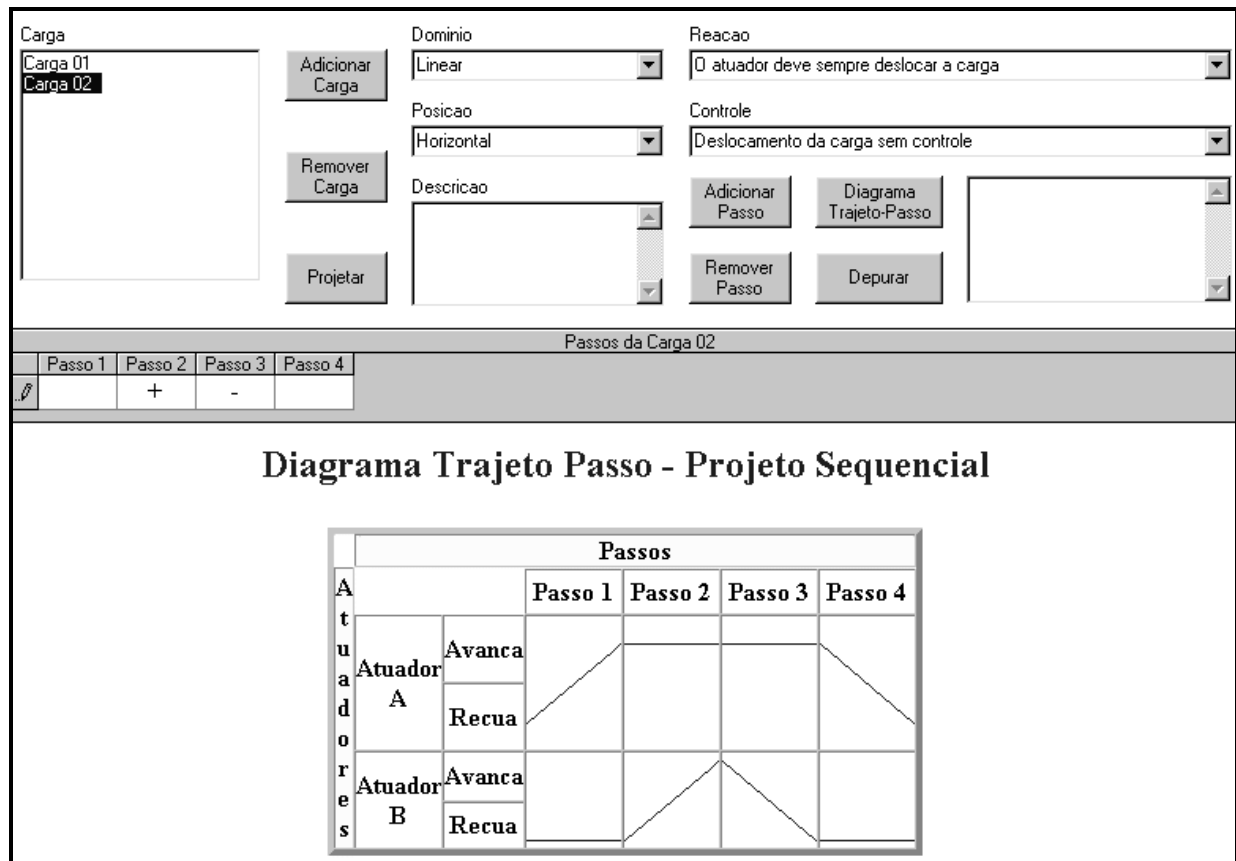 Carga
Carga 01
Carga 02
Adicionar
Carga
Remover
Carga
Projetar
Dominio
Linear
Posicao
Horizontal
Descricao
Reacao
O atuador deve sempre deslocar a carga
Controle
Deslocamento da carga sem controle
Adicionar
Passo
Diagrama
Trajeto-Passo
Remover
Passo
Depurar
Passos da Carga 02
Passo 1 Passo 2 Passo 3 Passo 4
+ -
Diagrama Trajeto Passo - Projeto Sequencial
Passos
Atuadores
Passo 1 Passo 2 Passo 3 Passo 4
Atuador
A
Avanca
Recua
Atuador
B
Avanca
Recua